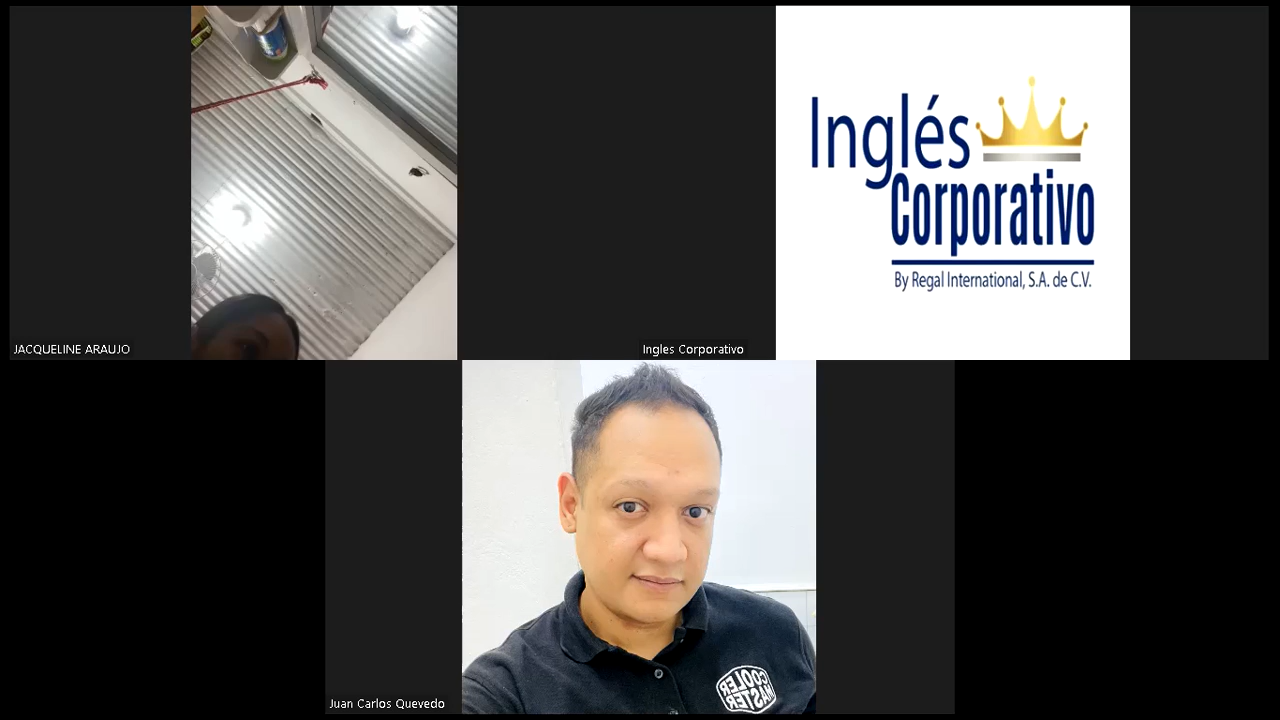 Inglés
Corporativo
By Regal International, S.A. de C.V.
JACQUELINE ARAUJO
Ingles Corporativo
COOLER
MASTER
Juan Carlos Quevedo